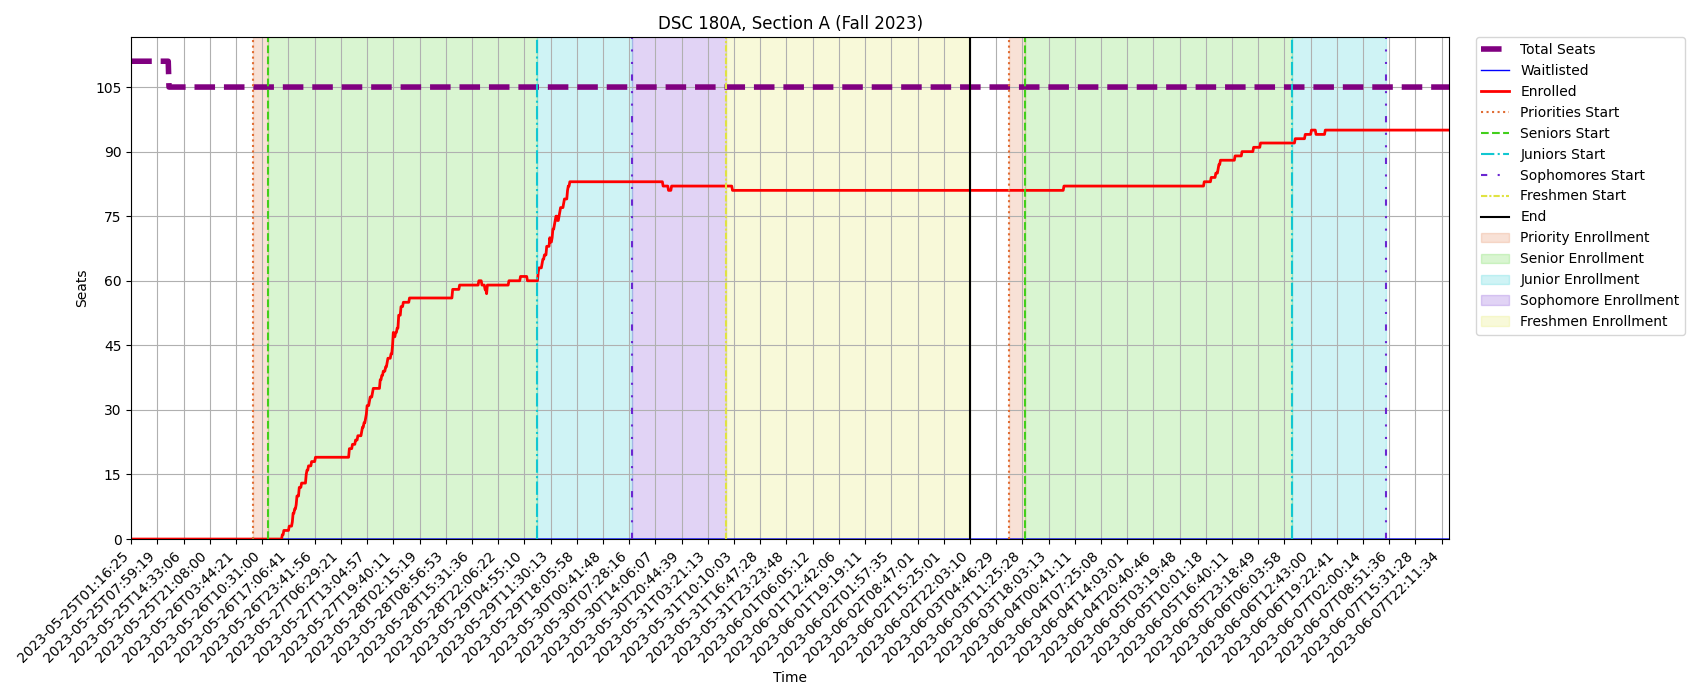 DSC 180A, Section A (Fall 2023)
Seats
105
90
75
60
45
30
15
0
2023-05-25T01:16:25
2023-05-25T07:59:19
2023-05-25T14:33:06
2023-05-25T21:08:00
2023-05-26T03:44:21
2023-05-26T10:31:00
2023-05-26T17:06:41
2023-05-26T23:41:56
2023-05-27T06:29:21
2023-05-27T13:04:57
2023-05-27T19:40:11
2023-05-28T02:15:19
2023-05-28T08:56:53
2023-05-28T15:31:36
2023-05-28T22:06:22
2023-05-29T04:55:10
2023-05-29T11:30:13
2023-05-29T18:05:58
2023-05-30T00:41:48
2023-05-30T07:28:16
2023-05-30T14:06:07
2023-05-30T20:44:39
2023-05-31T03:21:13
2023-05-31T10:10:03
2023-05-31T16:47:28
2023-05-31T23:23:48
2023-06-01T06:05:12
2023-06-01T12:42:06
2023-06-01T19:19:11
2023-06-02T01:57:35
2023-06-02T08:47:01
2023-06-02T15:25:01
2023-06-02T22:03:10
2023-06-03T04:46:29
2023-06-03T11:25:28
2023-06-03T18:03:13
2023-06-04T00:41:11
2023-06-04T07:25:08
2023-06-04T14:03:01
2023-06-04T20:40:46
2023-06-05T03:19:48
2023-06-05T10:01:18
2023-06-05T16:40:11
2023-06-05T23:18:49
2023-06-06T06:03:58
2023-06-06T12:43:00
2023-06-06T19:22:41
2023-06-07T02:00:14
2023-06-07T08:51:36
2023-06-07T15:31:28
2023-06-07T22:11:34
Time
Total Seats
Waitlisted
Enrolled
Priorities Start
Seniors Start
Juniors Start
Sophomores Start
Freshmen Start
End
Priority Enrollment
Senior Enrollment
Junior Enrollment
Sophomore Enrollment
Freshmen Enrollment